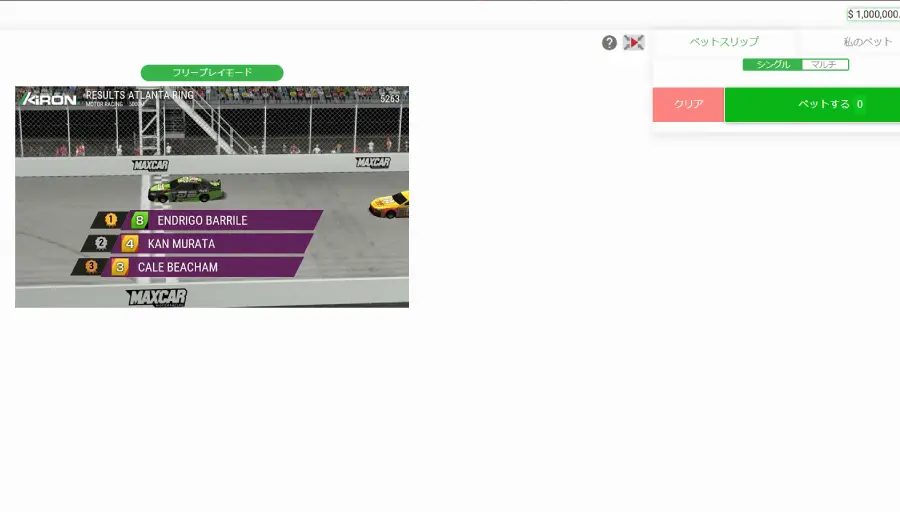 $ 1,000,000.
ベットスリップ
私のベット
シングル
マルチ
クリア
ベットする 0
フリープレイモード
KIRON
RESULTS ATLANTA RING
MOTOR RACING
5263
MAXCAR
MAXCAR
1 8 ENDRIGO BARRILE
2 4 KAN MURATA
3 3 CALE BEACHAM
MAXCAR